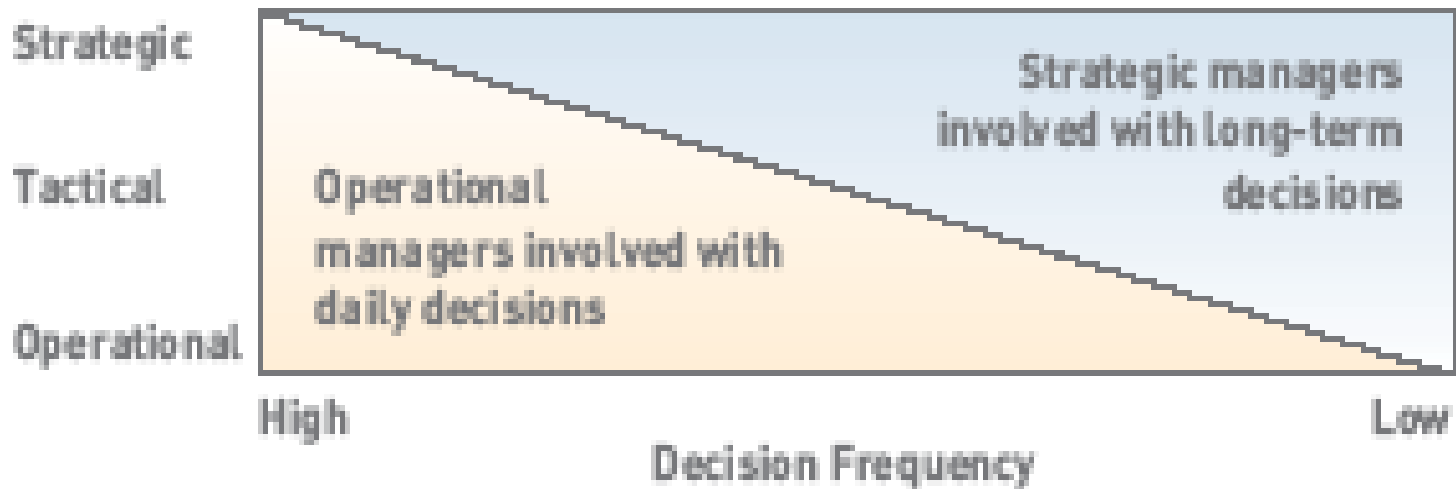 Strategic
Strategic managers
involved with long-term
decisions
Tactical
Operational
managers involved with
daily decisions
Operational
High
Low
Decision Frequency